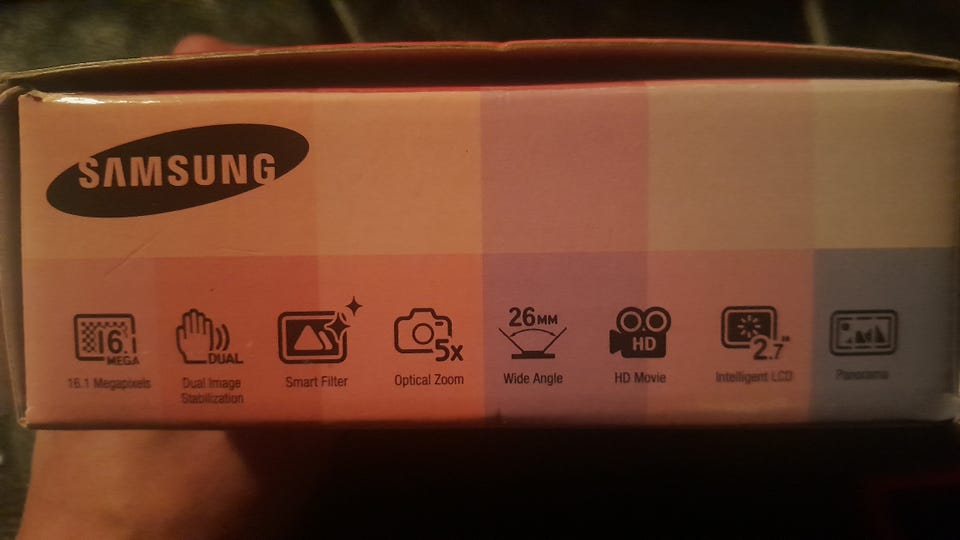 SAMSUNG
16.1
MEGA
16.1 Megapixels
DUAL
Dual Image
Stabilization
Smart Filter
5x
Optical Zoom
26MM
Wide Angle
HD
HD Movie
2.7"
Intelligent LCD
Panorama